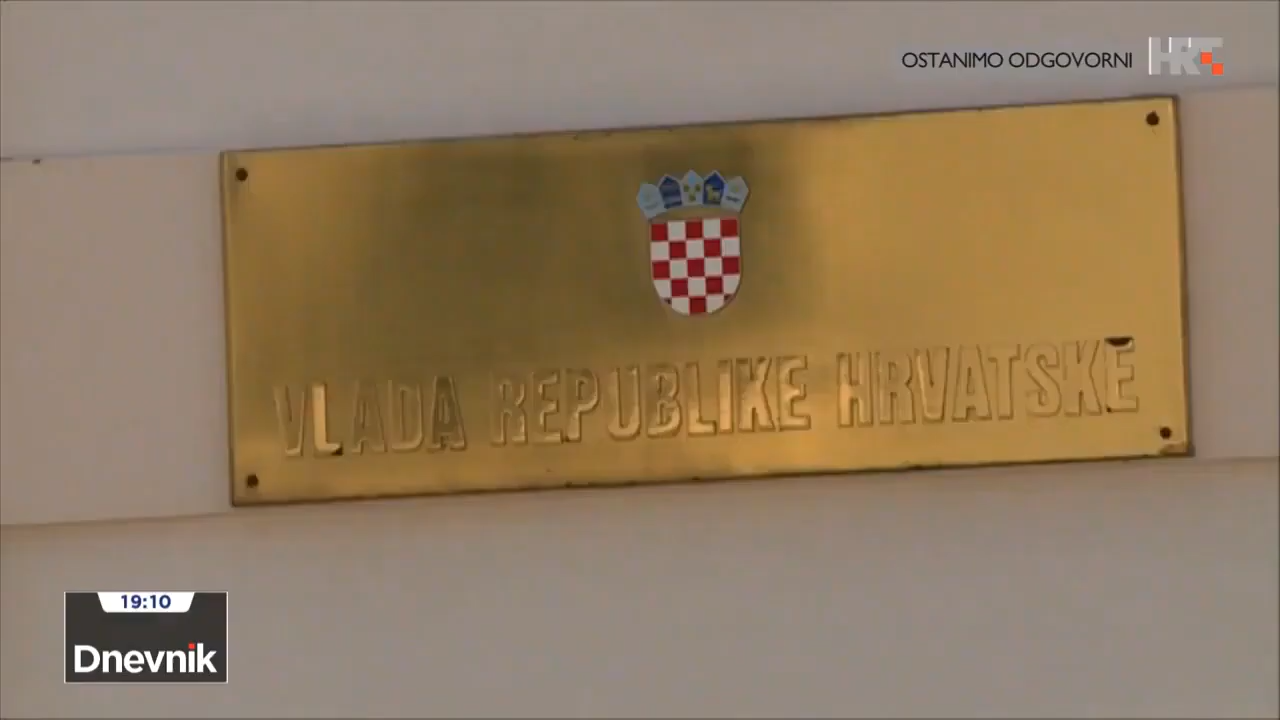 OSTANIMO ODGOVORNI HRT
VLADA REPUBLIKE HRVATSKE
19:10
Dnevnik